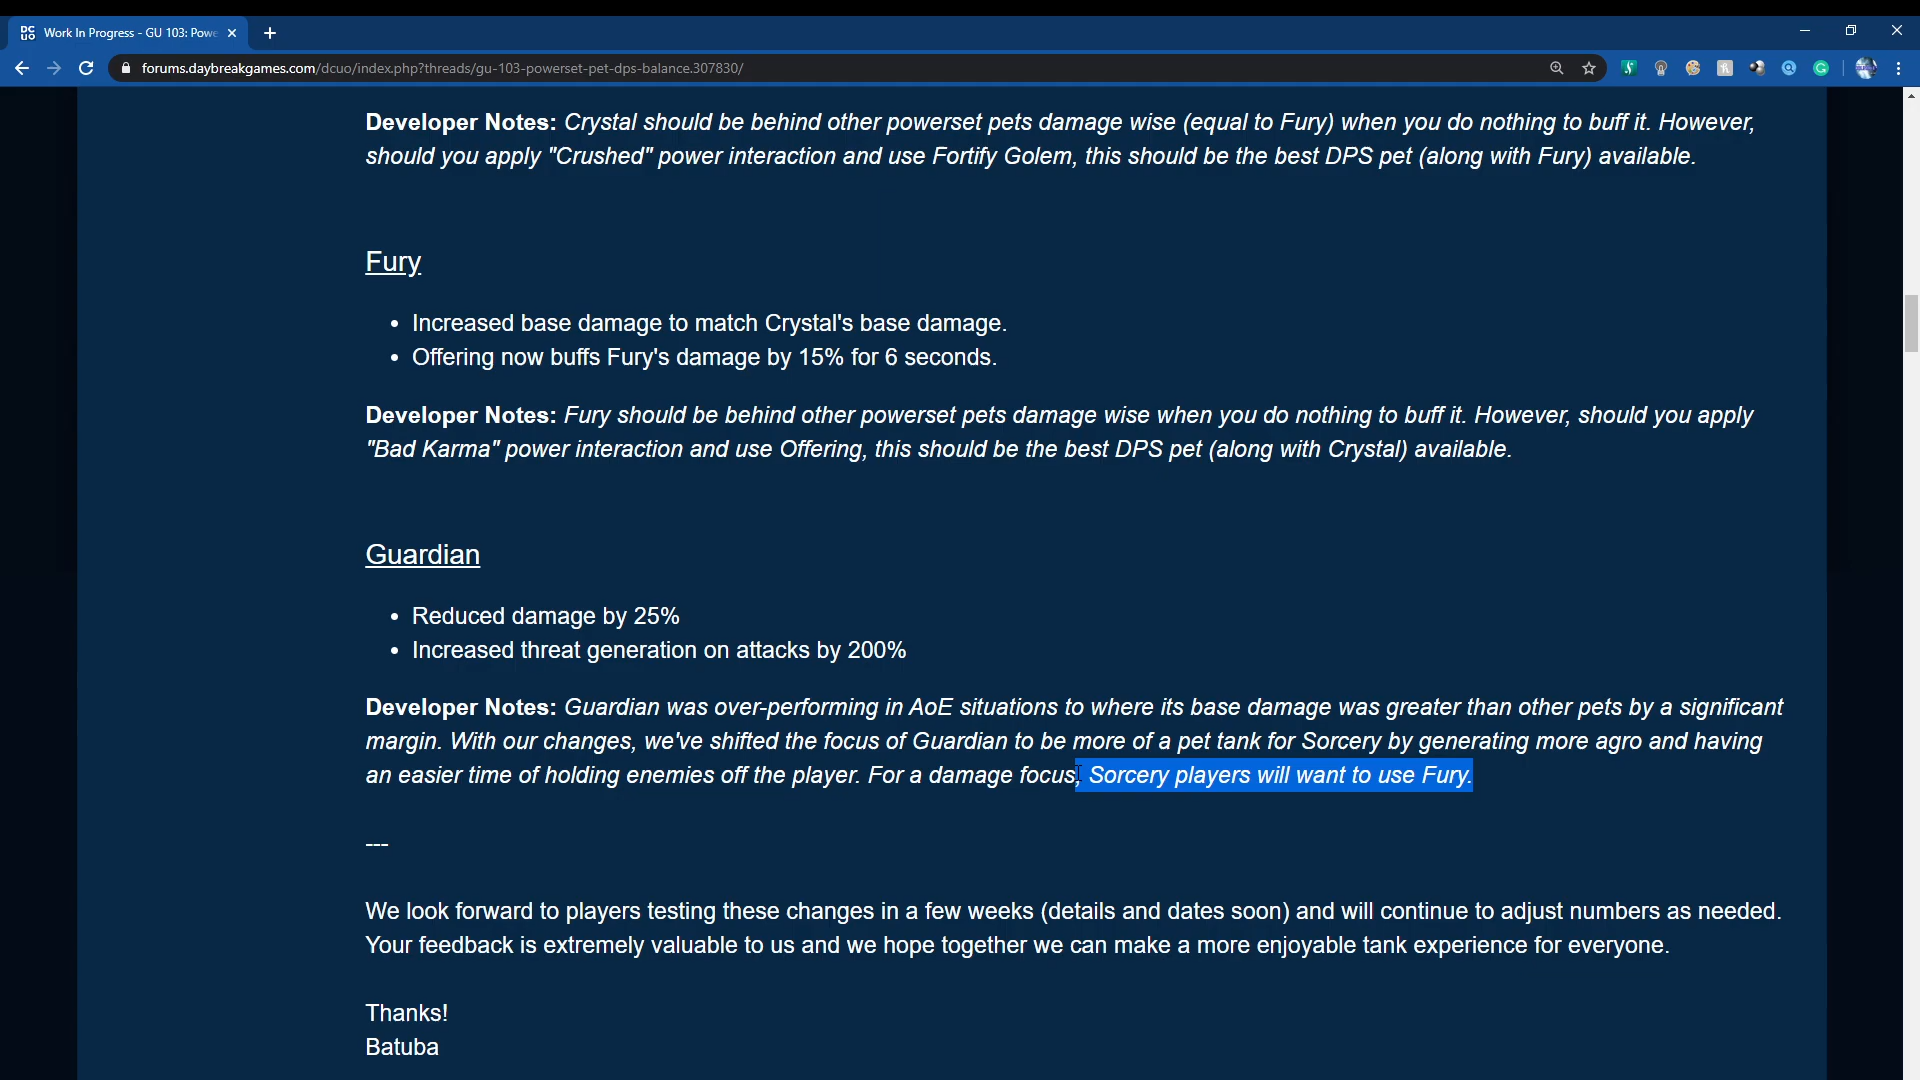 DC UO Work In Progress - GU 103: Powe
forums.daybreakgames.com/dcuo/index.php?threads/gu-103-powerset-pet-dps-balance.307830/
Developer Notes: Crystal should be behind other powerset pets damage wise (equal to Fury) when you do nothing to buff it. However,
should you apply "Crushed" power interaction and use Fortify Golem, this should be the best DPS pet (along with Fury) available.
Fury
• Increased base damage to match Crystal's base damage.
• Offering now buffs Fury's damage by 15% for 6 seconds.
Developer Notes: Fury should be behind other powerset pets damage wise when you do nothing to buff it. However, should you apply
"Bad Karma" power interaction and use Offering, this should be the best DPS pet (along with Crystal) available.
Guardian
• Reduced damage by 25%
• Increased threat generation on attacks by 200%
Developer Notes: Guardian was over-performing in AoE situations to where its base damage was greater than other pets by a significant
margin. With our changes, we've shifted the focus of Guardian to be more of a pet tank for Sorcery by generating more agro and having
an easier time of holding enemies off the player. For a damage focus, Sorcery players will want to use Fury.
---
We look forward to players testing these changes in a few weeks (details and dates soon) and will continue to adjust numbers as needed.
Your feedback is extremely valuable to us and we hope together we can make a more enjoyable tank experience for everyone.
Thanks!
Batuba